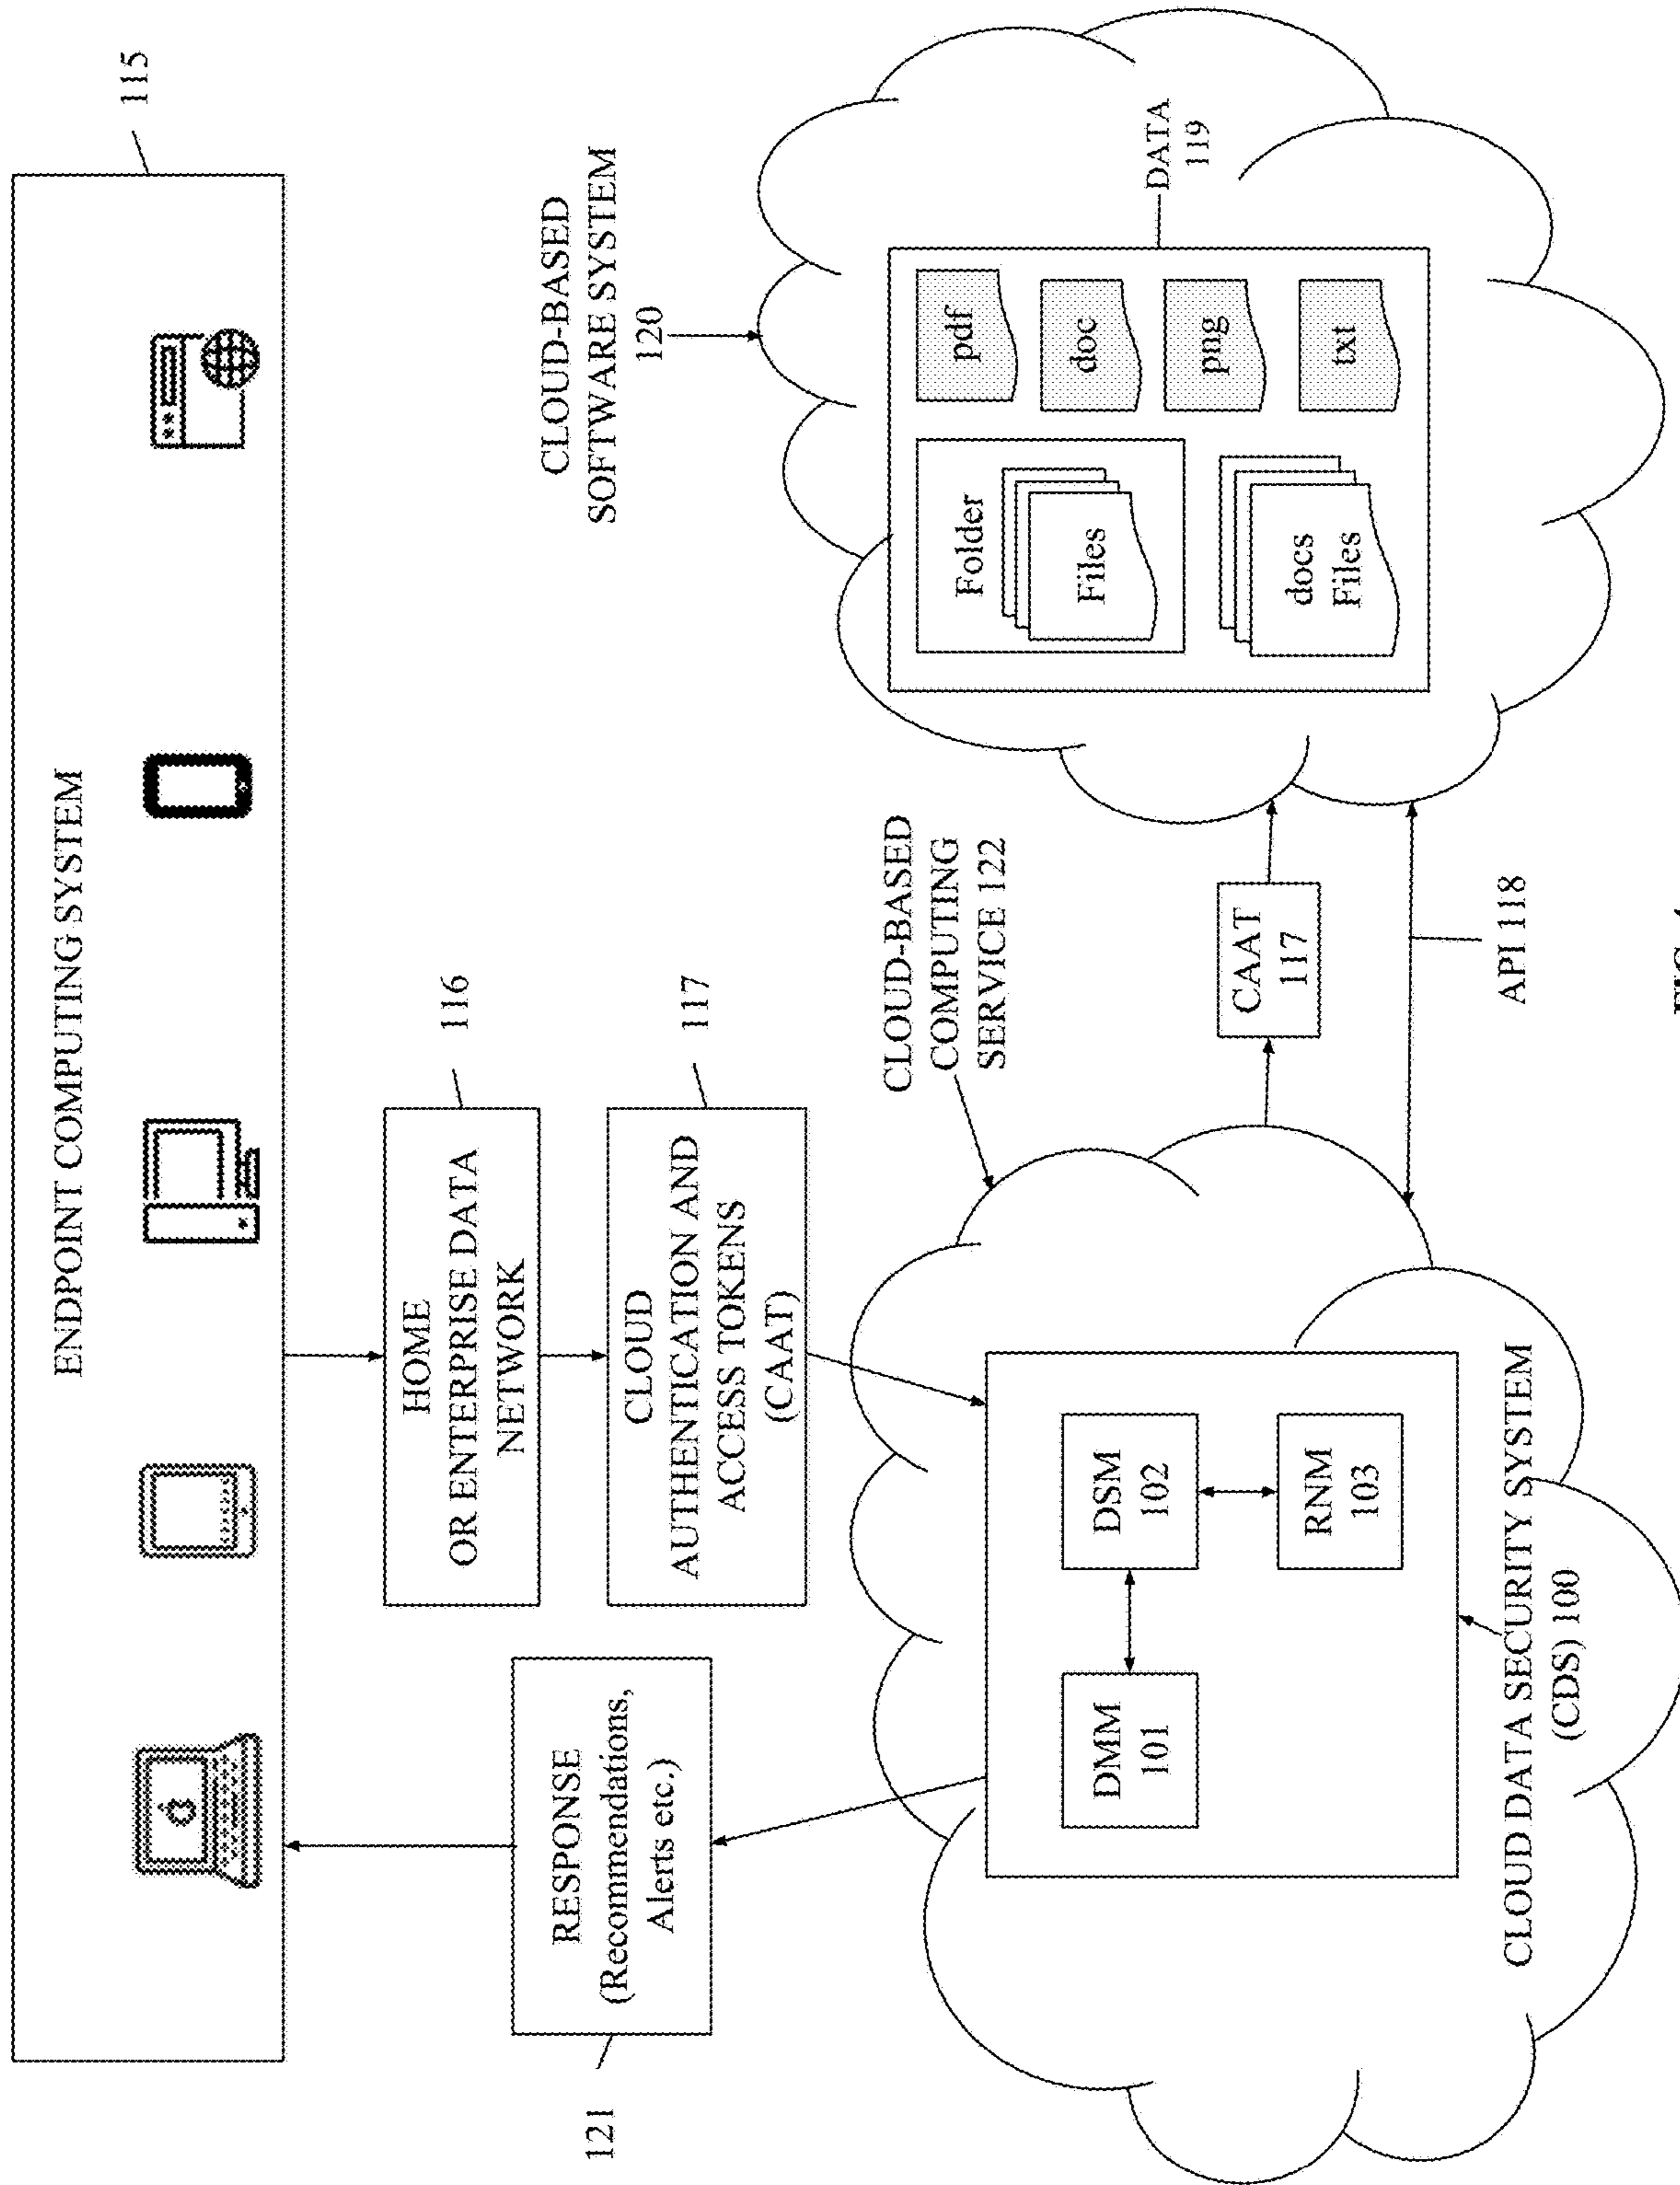 ENDPOINT COMPUTING SYSTEM
115
HOME
OR ENTERPRISE DATA
NETWORK
116
CLOUD
AUTHENTICATION AND
ACCESS TOKENS
(CAAT)
117
121
RESPONSE
(Recommendations,
Alerts etc.)
CLOUD-BASED
SOFTWARE SYSTEM
120
CLOUD-BASED
COMPUTING
SERVICE 122
DMM
101
DSM
102
RNM
103
CLOUD DATA SECURITY SYSTEM
(CDS) 100
CAAT
117
API 118
Folder
Files
docs
Files
pdf
doc
png
txt
DATA
119